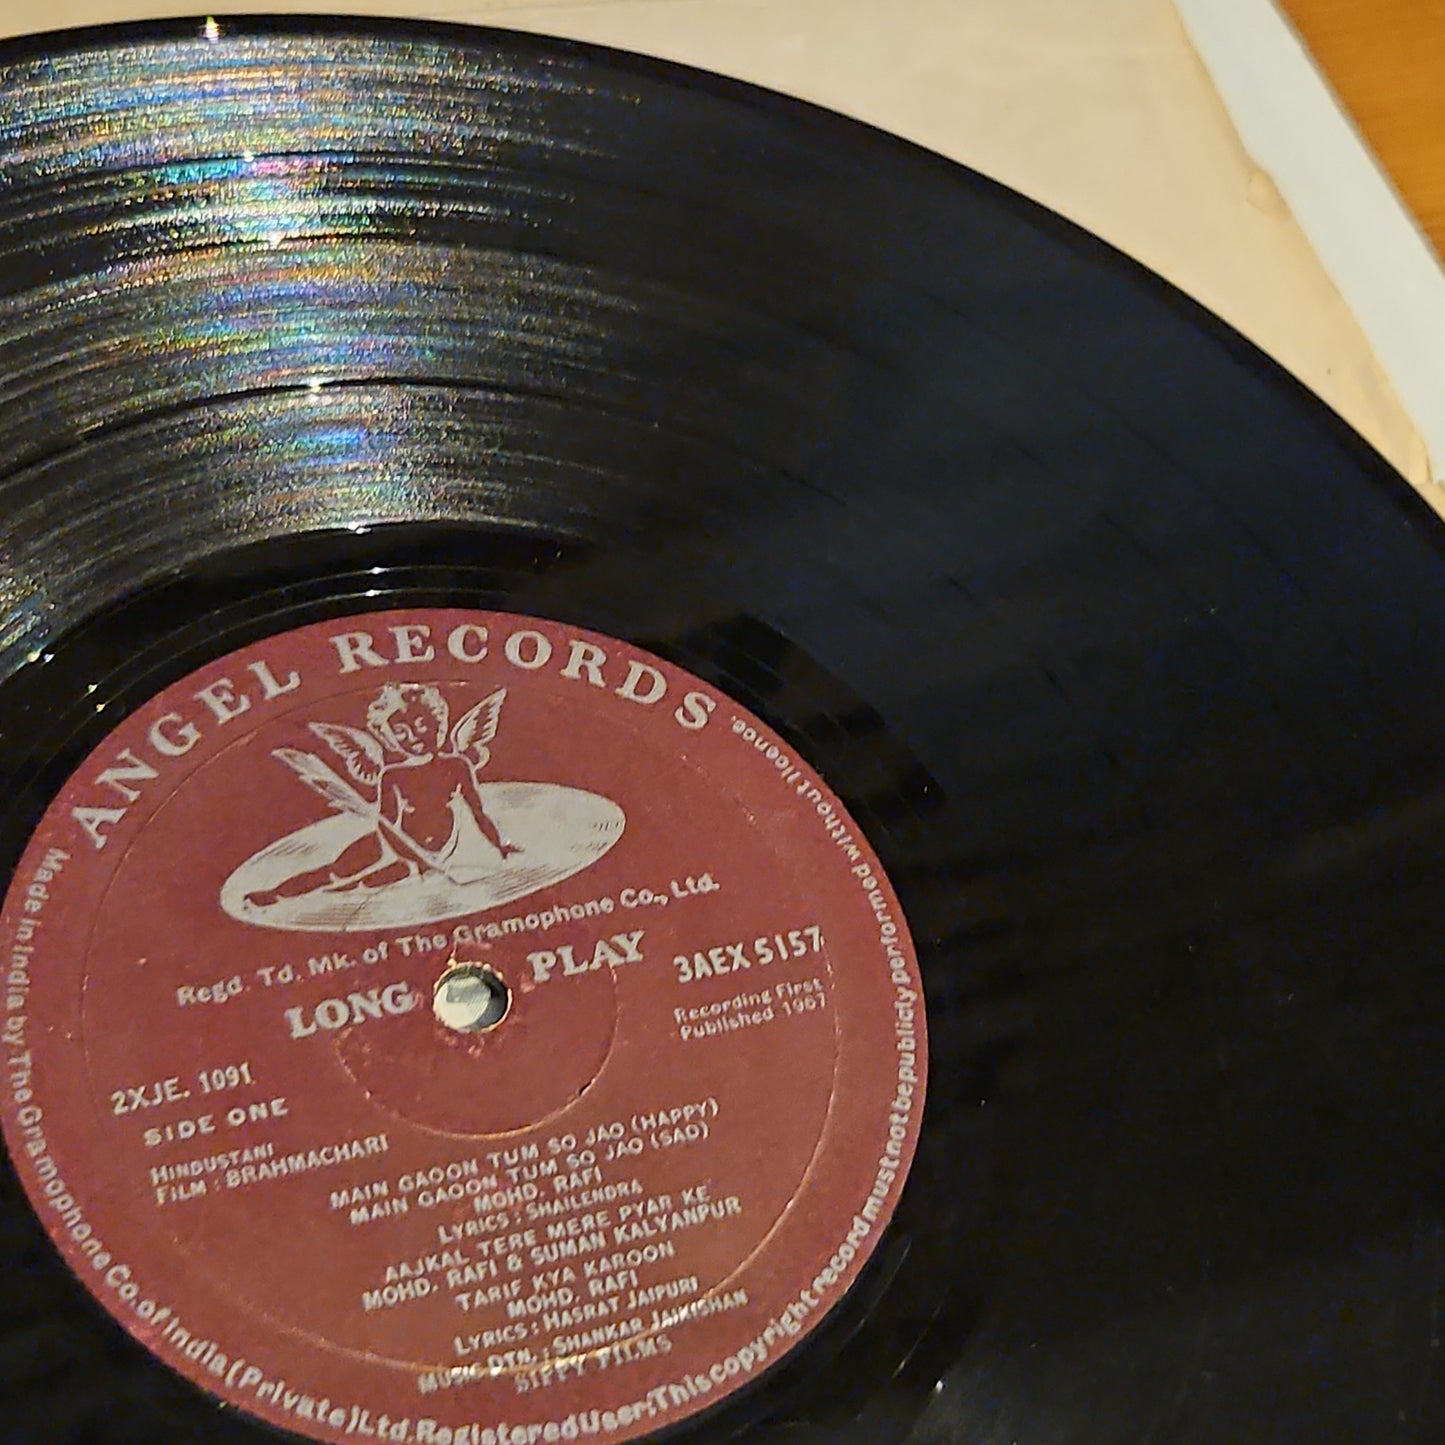 ANGEL RECORDS
Regd. Td. Mk. of The Gramophone Co., Ltd.
LONG PLAY
3AEX 5157
Recording First
Published 1967
2XJE. 1091
SIDE ONE
HINDUSTANI
FILM : BRAHMACHARI
MAIN GAOON TUM SO JAO (HAPPY)
MAIN GAOON TUM SO JAO (SAD)
MOHD. RAFI
LYRICS : SHAILENDRA
AAJKAL TERE MERE PYAR KE
MOHD. RAFI & SUMAN KALYANPUR
TARIF KYA KAROON
MOHD. RAFI
LYRICS : HASRAT JAIPURI
MUSIC DTN. : SHANKAR JAIKISHAN
SIPPY FILMS
Made in India by The Gramophone Co. of India (Private) Ltd. Registered User: This copyright record must not be publicly performed without licence.